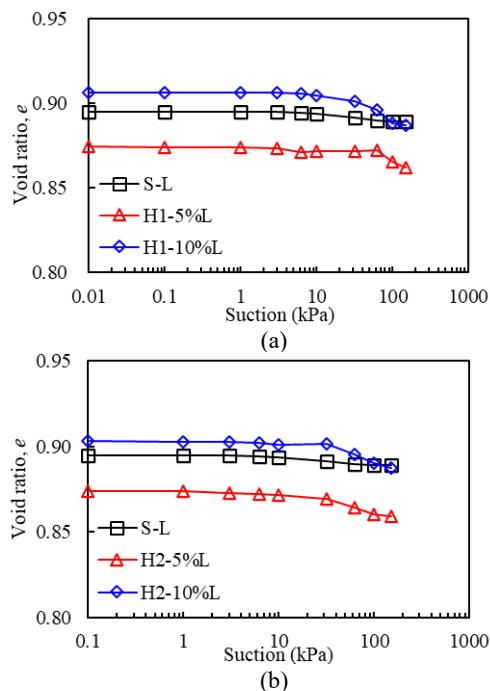 0.95
0.90
0.85
0.80
Void ratio, e
S-L
H1-5%L
H1-10%L
0.01 0.1 1 10 100 1000
Suction (kPa)
(a)
0.95
0.90
0.85
0.80
Void ratio, e
S-L
H2-5%L
H2-10%L
0.1 1 10 100 1000
Suction (kPa)
(b)